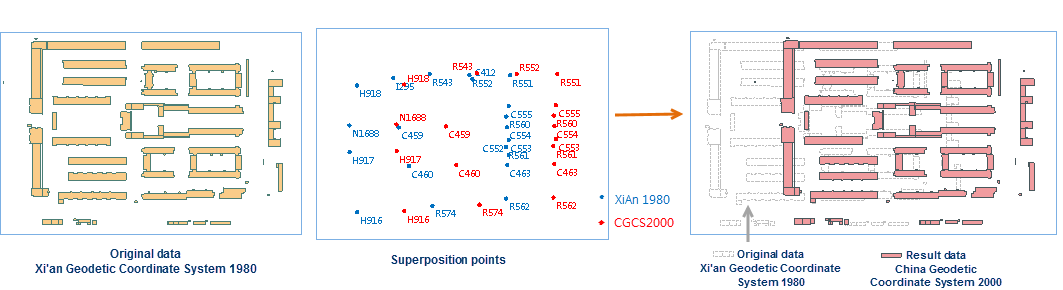 R543
R552
H918
1295
R543
C412
R552
R551
R551
H918
C555
C555
N1688
R560
R560
N1688
C459
C459
C554
C554
C552
C553
C553
H917
H917
R561
R561
C460
C460
C463
C463
XiAn 1980
H916
H916
R574
R574
R562
R562
CGCS2000
Original data
Xi'an Geodetic Coordinate System 1980
Superposition points
Original data
Xi'an Geodetic Coordinate
System 1980
Result data
China Geodetic
Coordinate System 2000